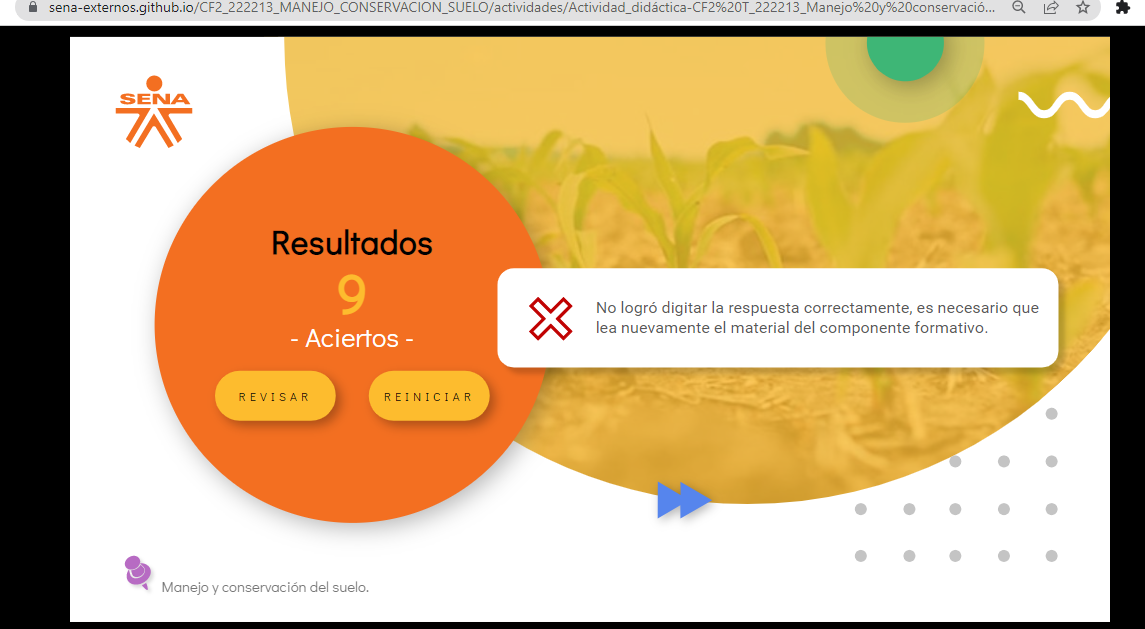 sena-externos.github.io/CF2_222213_MANEJO_CONSERVACION_SUELO/actividades/Actividad_didáctica-CF2%20T_222213_Manejo%20y%20conservació...
SENA
Resultados
9
- Aciertos -
REVISAR
REINICIAR
No logró digitar la respuesta correctamente, es necesario que
lea nuevamente el material del componente formativo.
Manejo y conservación del suelo.